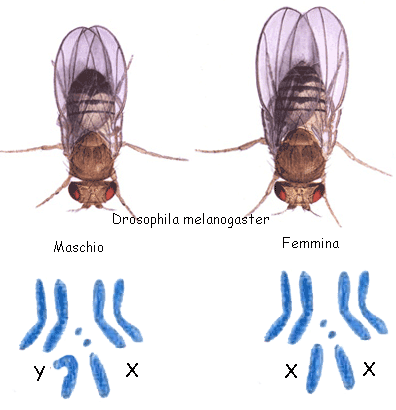 Drosophila melanogaster
Maschio
Femmina
Y
X
X
X